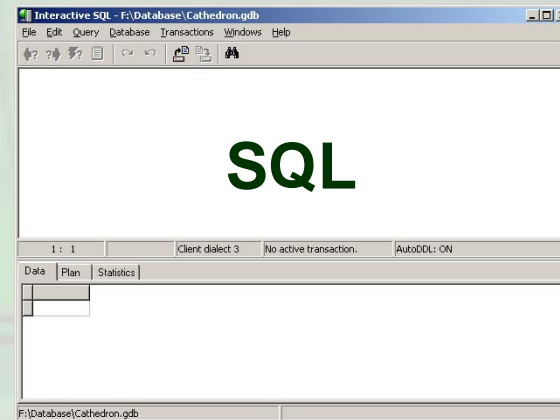 Interactive SQL - F:\Database\Cathedron.gdb
File Edit Query Database Transactions Windows Help
SQL
1 : 1 Client dialect 3 No active transaction. AutoDDL: ON
Data Plan Statistics
F:\Database\Cathedron.gdb